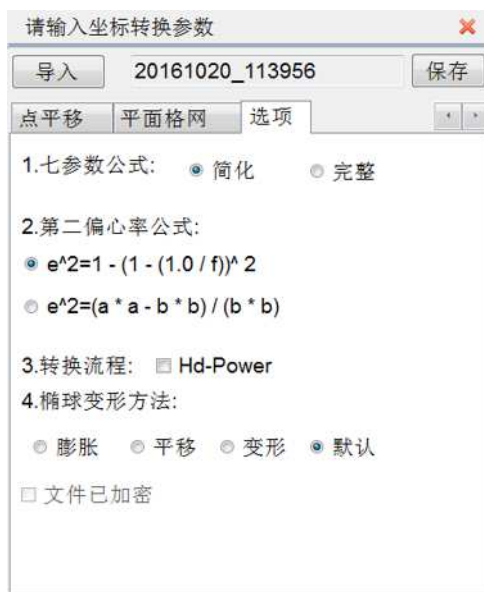 请输入坐标转换参数
导入 20161020_113956 保存
点平移 平面格网 选项
1.七参数公式: 简化 完整
2.第二偏心率公式:
e^2=1 - (1 - (1.0 / f))^ 2
e^2=(a * a - b * b) / (b * b)
3.转换流程: Hd-Power
4.椭球变形方法:
膨胀 平移 变形 默认
文件已加密